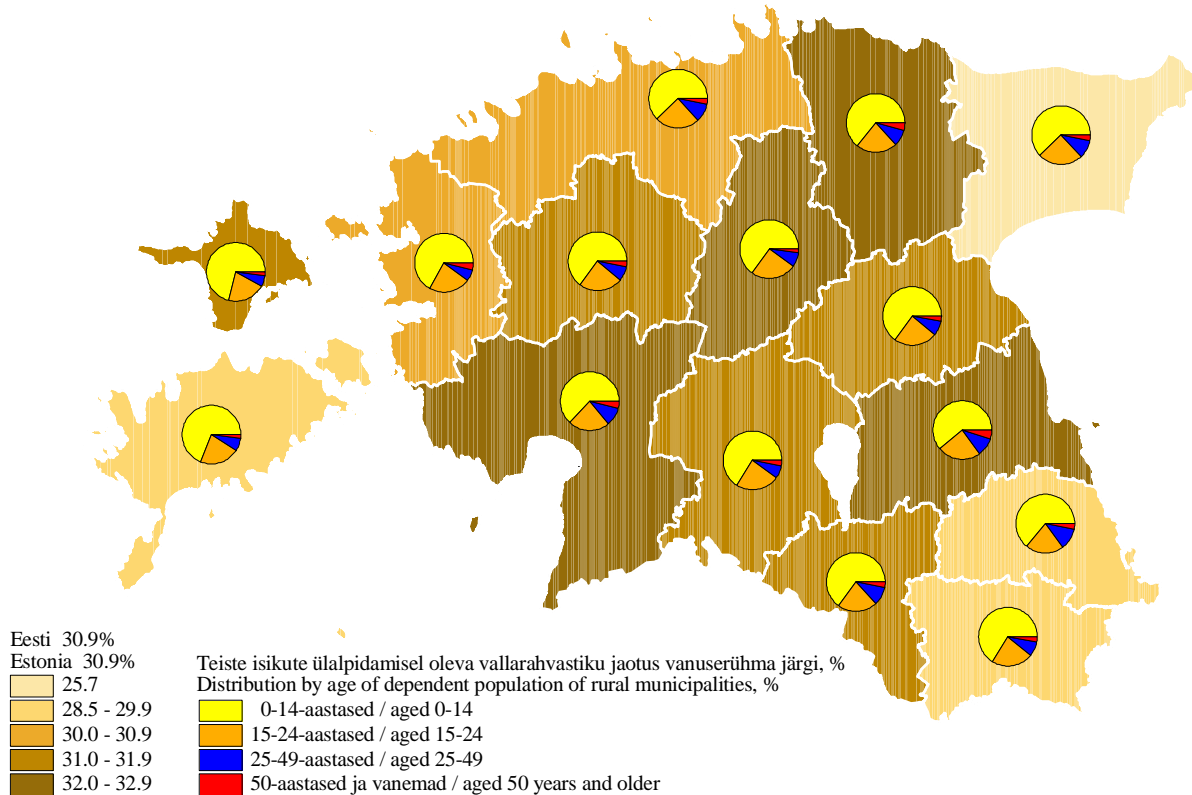 Eesti 30.9%
Estonia 30.9%
25.7
28.5 - 29.9
30.0 - 30.9
31.0 - 31.9
32.0 - 32.9
Teiste isikute ülalpidamisel oleva vallarahvastiku jaotus vanuserühma järgi, %
Distribution by age of dependent population of rural municipalities, %
0-14-aastased / aged 0-14
15-24-aastased / aged 15-24
25-49-aastased / aged 25-49
50-aastased ja vanemad / aged 50 years and older